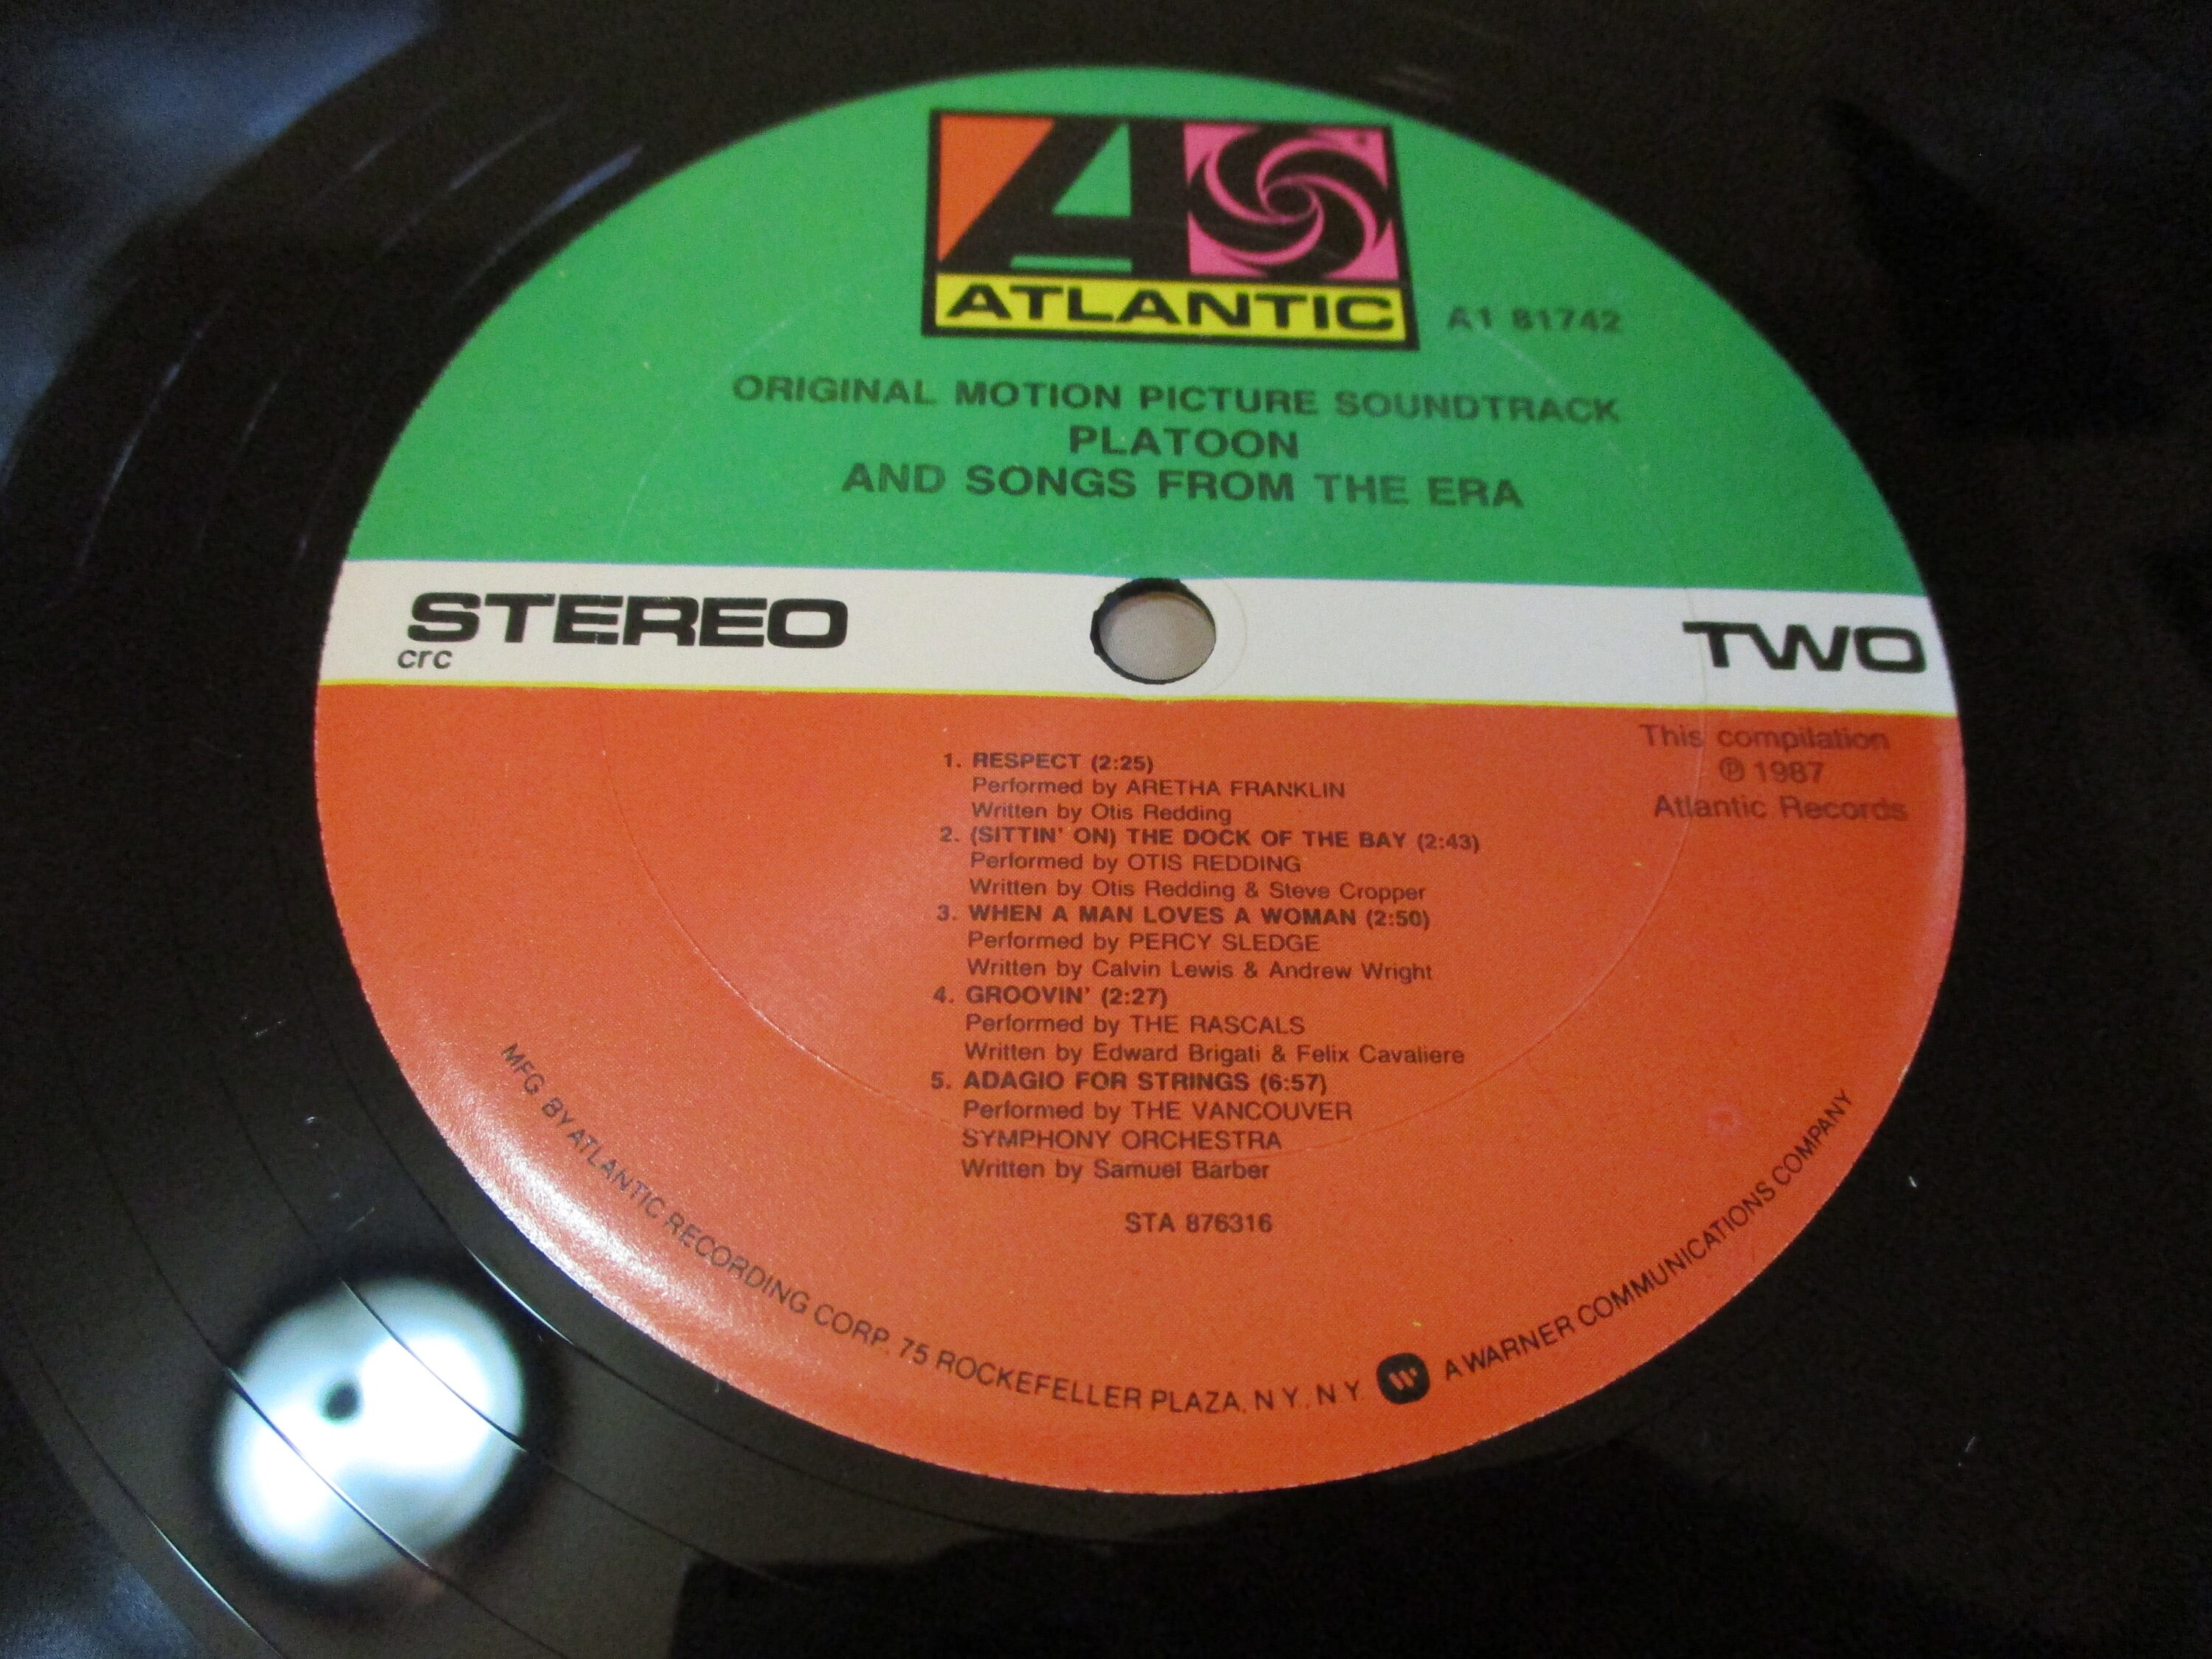 ATLANTIC
A1 81742
ORIGINAL MOTION PICTURE SOUNDTRACK
PLATOON
AND SONGS FROM THE ERA
STEREO
crc
TWO
This compilation
℗ 1987
Atlantic Records
1. RESPECT (2:25)
Performed by ARETHA FRANKLIN
Written by Otis Redding
2. (SITTIN' ON) THE DOCK OF THE BAY (2:43)
Performed by OTIS REDDING
Written by Otis Redding & Steve Cropper
3. WHEN A MAN LOVES A WOMAN (2:50)
Performed by PERCY SLEDGE
Written by Calvin Lewis & Andrew Wright
4. GROOVIN' (2:27)
Performed by THE RASCALS
Written by Edward Brigati & Felix Cavaliere
5. ADAGIO FOR STRINGS (6:57)
Performed by THE VANCOUVER
SYMPHONY ORCHESTRA
Written by Samuel Barber
STA 876316
MFG BY ATLANTIC RECORDING CORP. 75 ROCKEFELLER PLAZA, N.Y., N.Y. A WARNER COMMUNICATIONS COMPANY